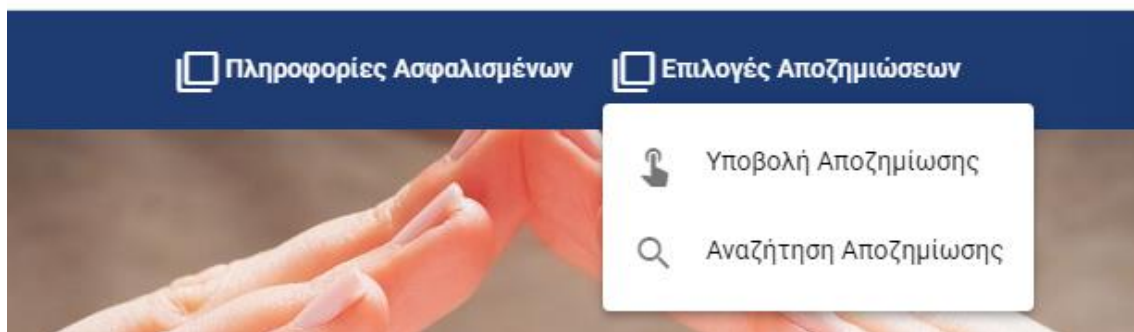 Πληροφορίες Ασφαλισμένων
Επιλογές Αποζημιώσεων
Υποβολή Αποζημίωσης
Αναζήτηση Αποζημίωσης